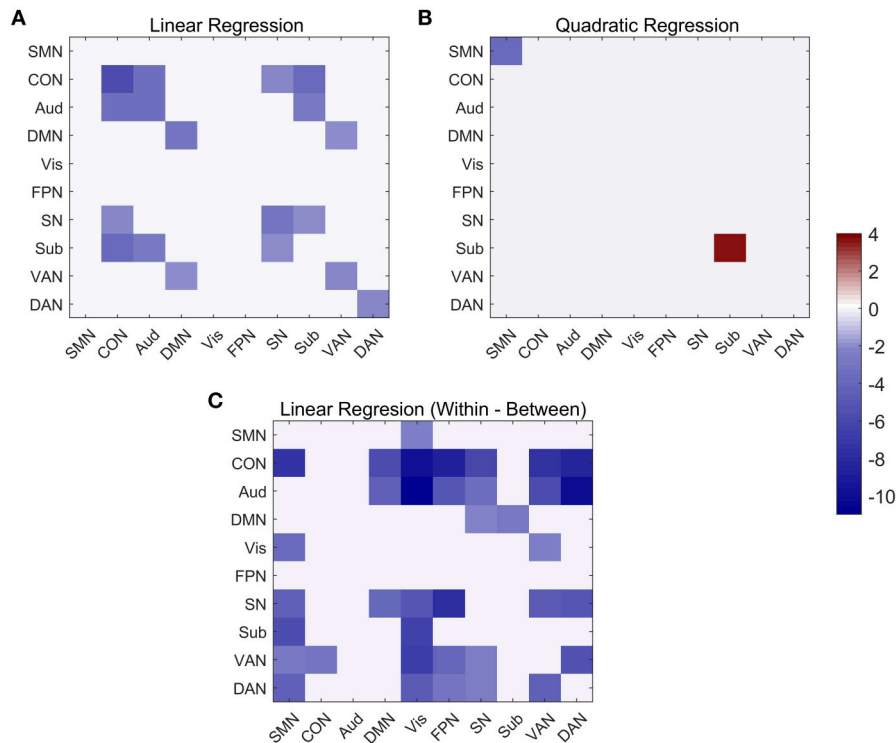 A
Linear Regression
SMN
CON
Aud
DMN
Vis
FPN
SN
Sub
VAN
DAN
SMN CON Aud DMN Vis FPN SN Sub VAN DAN
B
Quadratic Regression
SMN
CON
Aud
DMN
Vis
FPN
SN
Sub
VAN
DAN
SMN CON Aud DMN Vis FPN SN Sub VAN DAN
4
2
0
-2
-4
-6
-8
-10
C
Linear Regresion (Within - Between)
SMN
CON
Aud
DMN
Vis
FPN
SN
Sub
VAN
DAN
SMN CON Aud DMN Vis FPN SN Sub VAN DAN